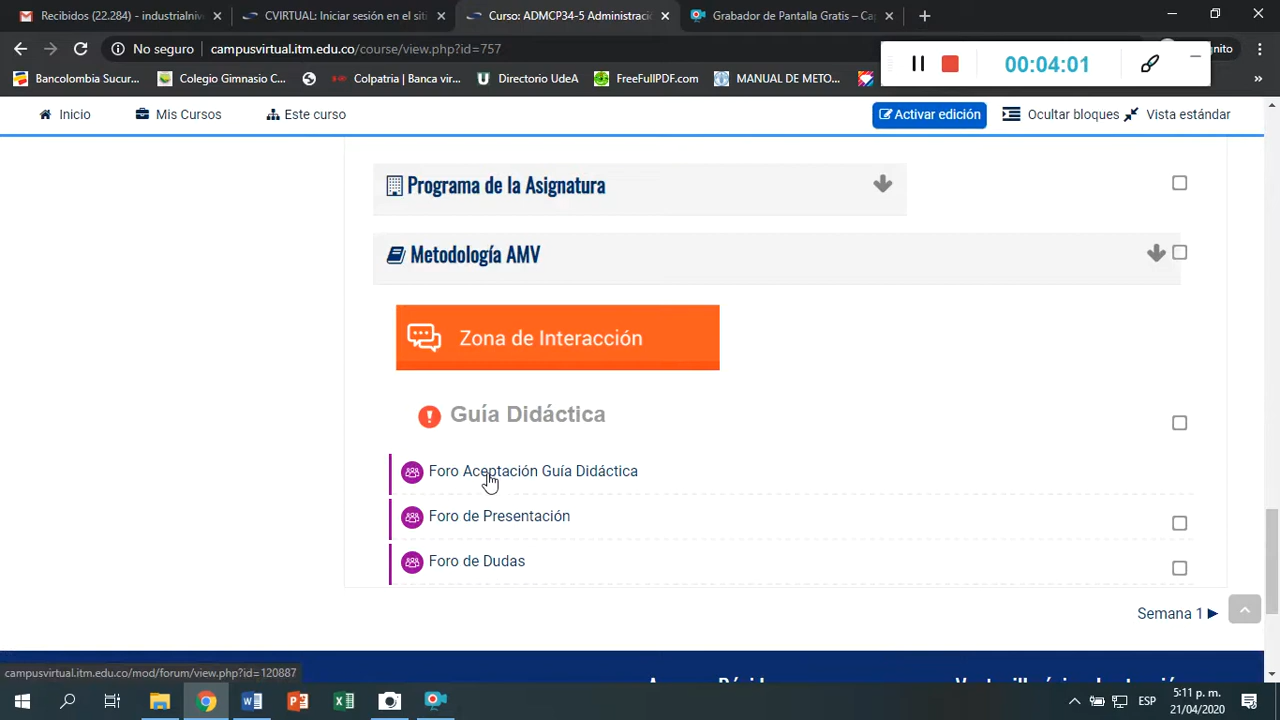 Recibidos (22.284) - industrialniv
CVIRTUAL: Iniciar sesión en el siti
Curso: ADMCP34-5 Administraci
Grabador de Pantalla Gratis – Cap
No seguro
campusvirtual.itm.edu.co/course/view.php?id=757
Bancolombia Sucur...
Colegio Gimnasio C...
Colpatria | Banca vir...
Directorio UdeA
FreeFullPDF.com
MANUAL DE METO...
00:04:01
Inicio
Mis Cursos
Este curso
Activar edición
Ocultar bloques
Vista estándar
Programa de la Asignatura
Metodología AMV
Zona de Interacción
Guía Didáctica
Foro Aceptación Guía Didáctica
Foro de Presentación
Foro de Dudas
Semana 1
campusvirtual.itm.edu.co/mod/forum/view.php?id=120887
ESP
5:11 p. m.
21/04/2020